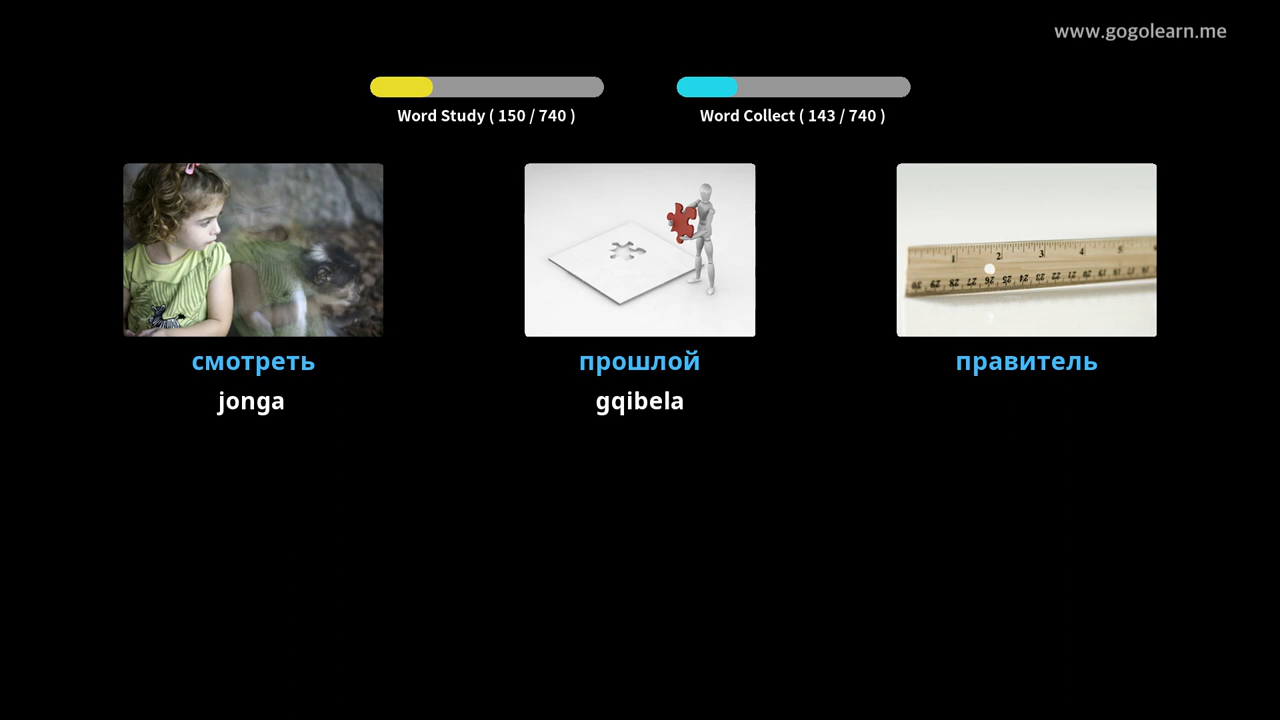 www.gogolearn.me
Word Study ( 150 / 740 )
Word Collect ( 143 / 740 )
смотреть
jonga
прошлой
gqibela
правитель